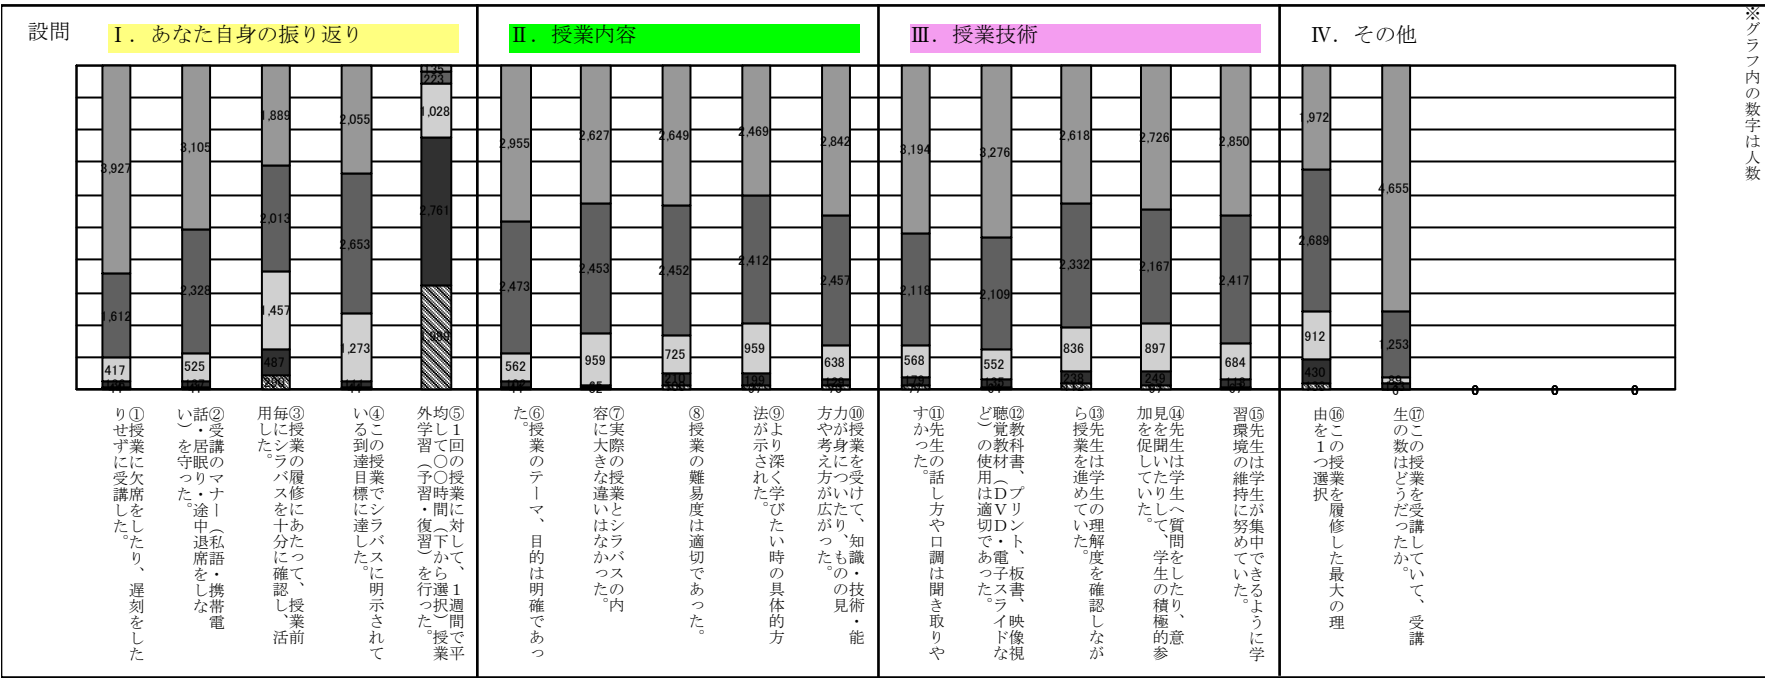 設問
Ⅰ．あなた自身の振り返り
Ⅱ．授業内容
Ⅲ．授業技術
Ⅳ．その他
※グラフ内の数字は人数
3,927
1,612
417
3,105
2,328
525
1,889
2,013
1,457
487
290
2,055
2,653
1,273
135
223
1,028
2,761
1,989
2,955
2,473
562
2,627
2,453
959
2,649
2,452
725
210
2,469
2,412
959
199
2,842
2,457
638
3,194
2,118
568
179
3,276
2,109
552
135
2,618
2,332
836
238
2,726
2,167
897
249
2,850
2,417
684
118
1,972
2,689
912
430
4,655
1,253
0
0
0
①授業に欠席をしたり、遅刻をした
りせずに受講した。
②受講のマナー（私語・携帯電
話・居眠り・途中退席をしな
い）を守った。
③授業の履修にあたって、授業前
毎にシラバスを十分に確認し、活
用した。
④この授業でシラバスに明示されて
いる到達目標に達した。
⑤１回の授業に対して、１週間で平
均して〇〇時間（下から選択）授業
外学習（予習・復習）を行った。
⑥授業のテーマ、目的は明確であっ
た。
⑦実際の授業とシラバスの内
容に大きな違いはなかった。
⑧授業の難易度は適切であった。
⑨より深く学びたい時の具体的方
法が示された。
⑩授業を受けて、知識・技術・能
力が身についたり、ものの見
方や考え方が広がった。
⑪先生の話し方や口調は聞き取りや
すかった。
⑫教科書、プリント、板書、映像視
聴覚教材（ＤＶＤ・電子スライドな
ど）の使用は適切であった。
⑬先生は学生の理解度を確認しなが
ら授業を進めていた。
⑭先生は学生へ質問をしたり、意
見を聞いたりして、学生の積極的参
加を促していた。
⑮先生は学生が集中できるように学
習環境の維持に努めていた。
⑯この授業を履修した最大の理
由を１つ選択
⑰この授業を受講していて、受講
生の数はどうだったか。